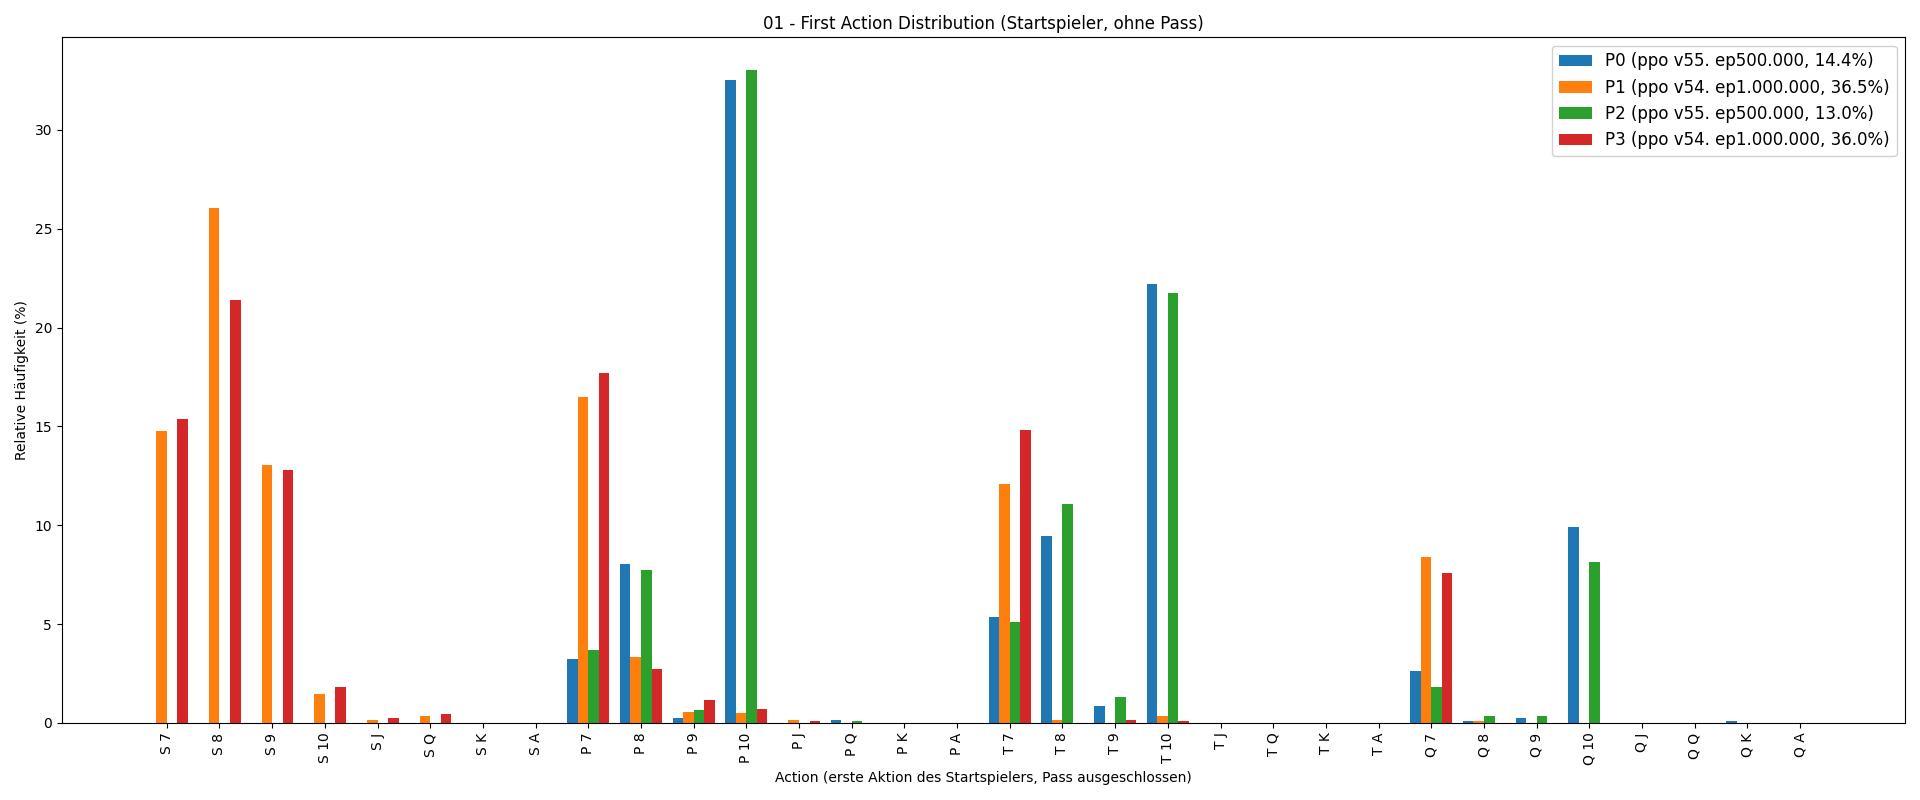 01 - First Action Distribution (Startspieler, ohne Pass)
P0 (ppo v55. ep500.000, 14.4%)
P1 (ppo v54. ep1.000.000, 36.5%)
P2 (ppo v55. ep500.000, 13.0%)
P3 (ppo v54. ep1.000.000, 36.0%)
Relative Häufigkeit (%)
30
25
20
15
10
5
0
S 7
S 8
S 9
S 10
S J
S Q
S K
S A
P 7
P 8
P 9
P 10
P J
P Q
P K
P A
T 7
T 8
T 9
T 10
T J
T Q
T K
T A
Q 7
Q 8
Q 9
Q 10
Q J
Q Q
Q K
Q A
Action (erste Aktion des Startspielers, Pass ausgeschlossen)